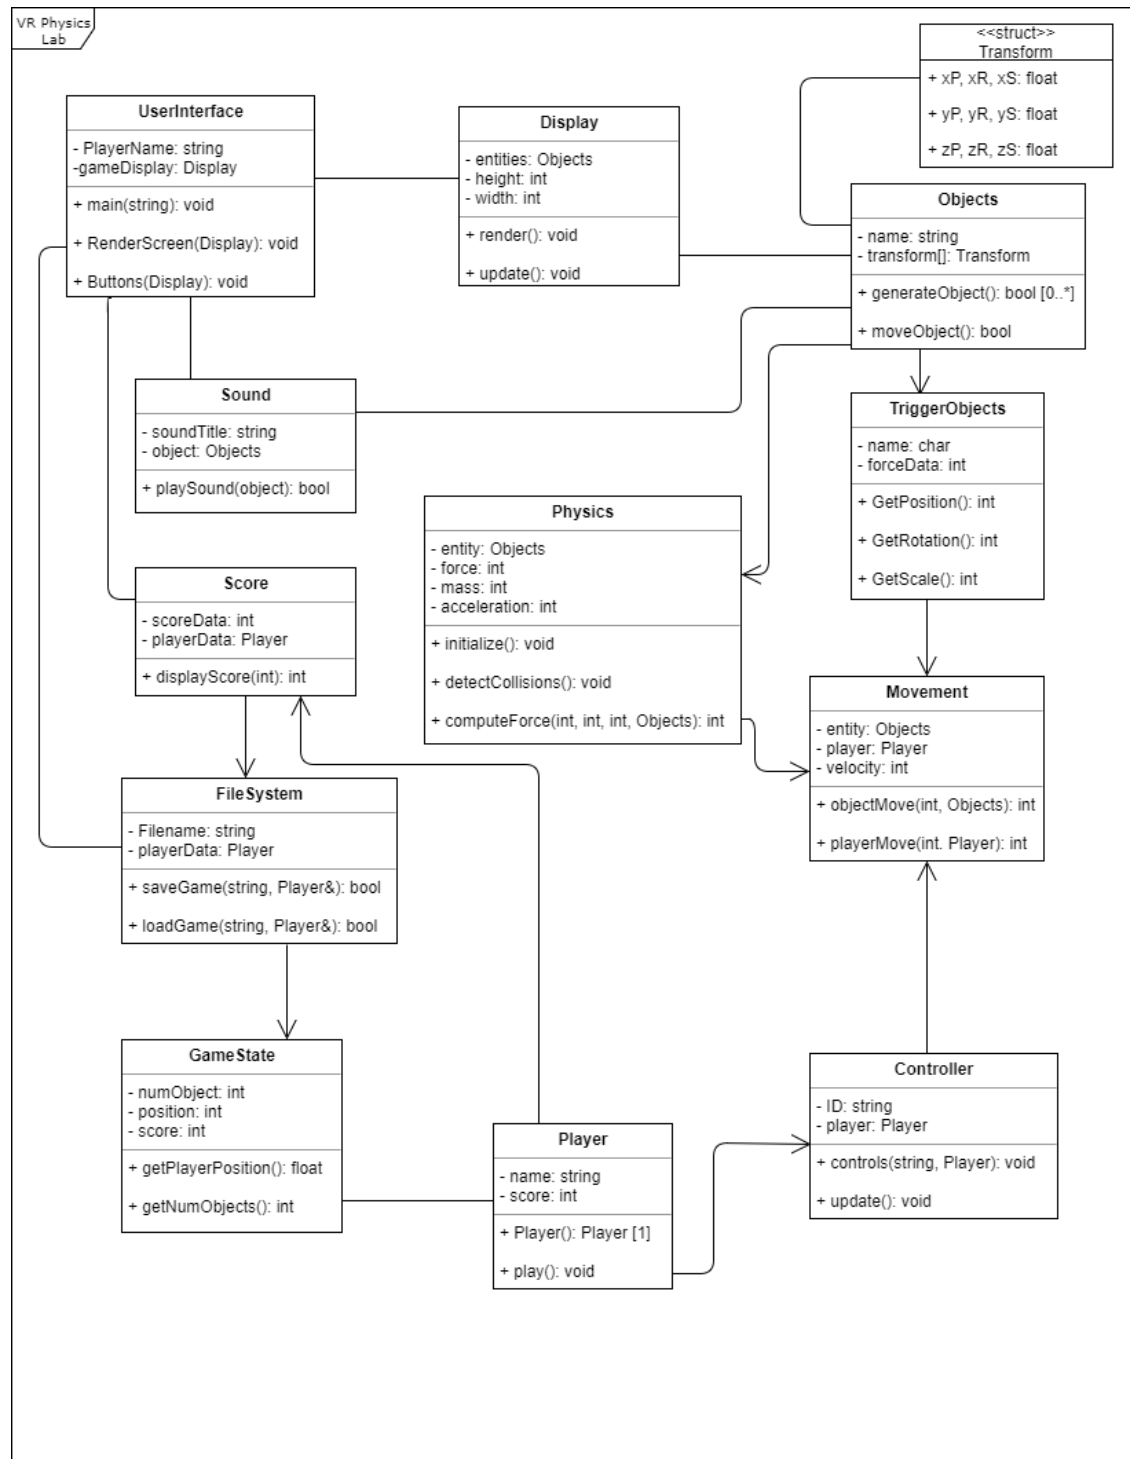 VR Physics
Lab
<<struct>>
Transform
+ xP, xR, xS: float
+ yP, yR, yS: float
+ zP, zR, zS: float
UserInterface
- PlayerName: string
-gameDisplay: Display
+ main(string): void
+ RenderScreen(Display): void
+ Buttons(Display): void
Display
- entities: Objects
- height: int
- width: int
+ render(): void
+ update(): void
Objects
- name: string
- transform[]: Transform
+ generateObject(): bool [0..*]
+ moveObject(): bool
Sound
- soundTitle: string
- object: Objects
+ playSound(object): bool
TriggerObjects
- name: char
- forceData: int
+ GetPosition(): int
+ GetRotation(): int
+ GetScale(): int
Physics
- entity: Objects
- force: int
- mass: int
- acceleration: int
+ initialize(): void
+ detectCollisions(): void
+ computeForce(int, int, int, Objects): int
Score
- scoreData: int
- playerData: Player
+ displayScore(int): int
Movement
- entity: Objects
- player: Player
- velocity: int
+ objectMove(int, Objects): int
+ playerMove(int. Player): int
FileSystem
- Filename: string
- playerData: Player
+ saveGame(string, Player&): bool
+ loadGame(string, Player&): bool
GameState
- numObject: int
- position: int
- score: int
+ getPlayerPosition(): float
+ getNumObjects(): int
Player
- name: string
- score: int
+ Player(): Player [1]
+ play(): void
Controller
- ID: string
- player: Player
+ controls(string, Player): void
+ update(): void